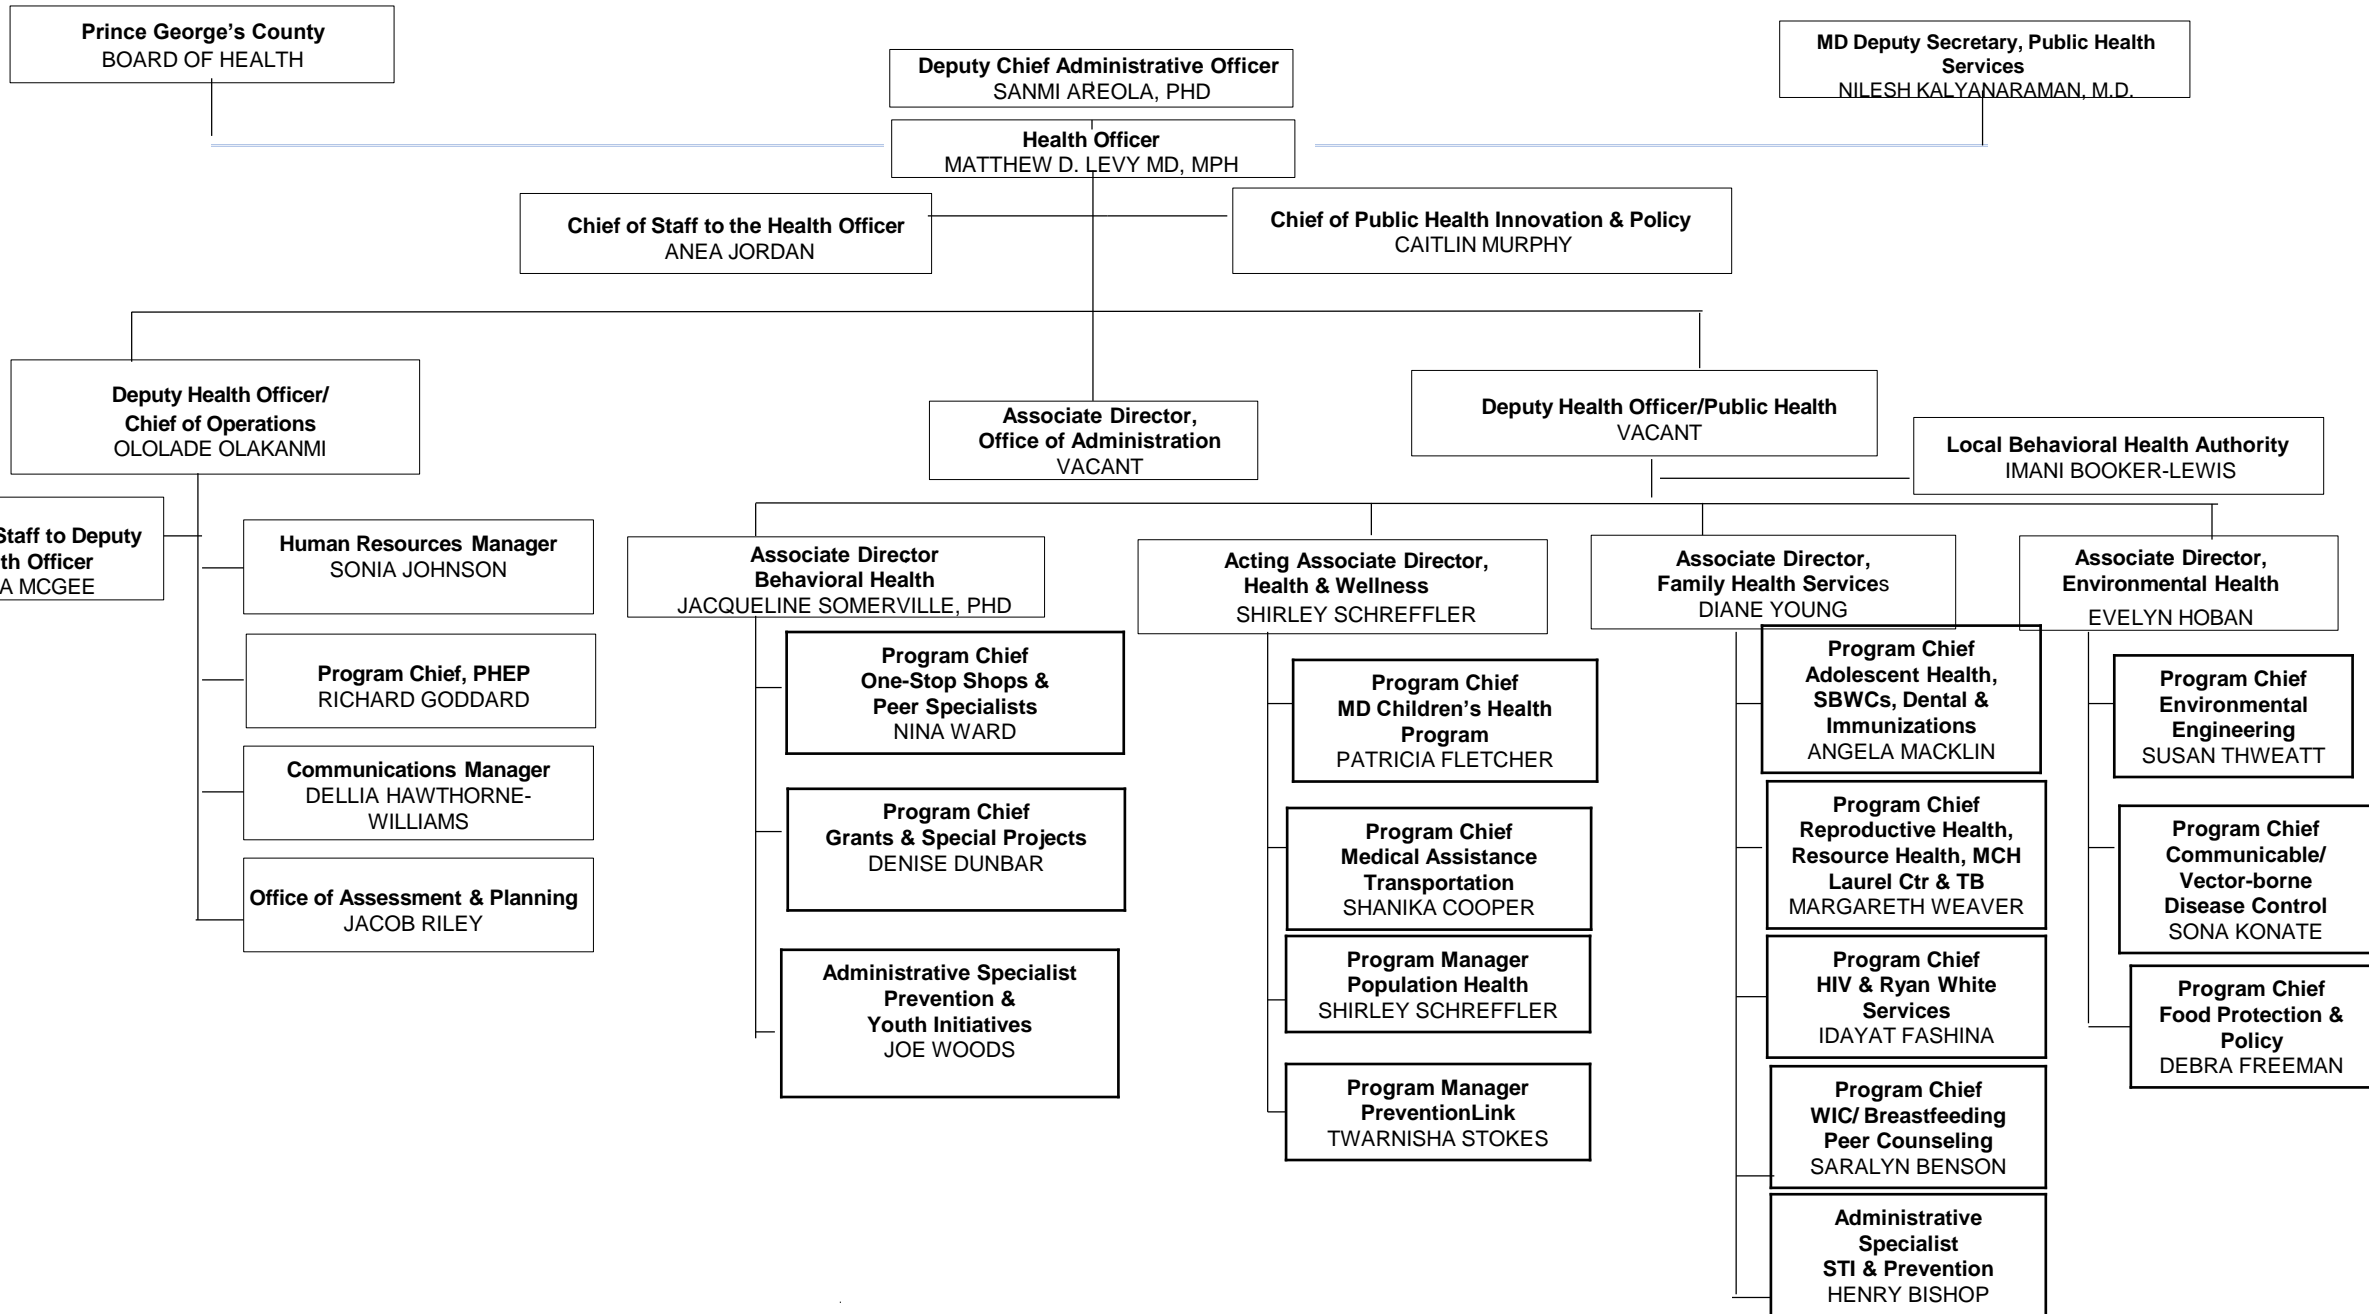 Prince George’s County
BOARD OF HEALTH
Deputy Chief Administrative Officer
SANMI AREOLA, PHD
MD Deputy Secretary, Public Health
Services
NILESH KALYANARAMAN, M.D.
Health Officer
MATTHEW D. LEVY MD, MPH
Chief of Staff to the Health Officer
ANEA JORDAN
Chief of Public Health Innovation & Policy
CAITLIN MURPHY
Deputy Health Officer/
Chief of Operations
OLOLADE OLAKANMI
Associate Director,
Office of Administration
VACANT
Deputy Health Officer/Public Health
VACANT
Local Behavioral Health Authority
IMANI BOOKER-LEWIS
Staff to Deputy
th Officer
A MCGEE
Human Resources Manager
SONIA JOHNSON
Program Chief, PHEP
RICHARD GODDARD
Communications Manager
DELLIA HAWTHORNE-
WILLIAMS
Office of Assessment & Planning
JACOB RILEY
Associate Director
Behavioral Health
JACQUELINE SOMERVILLE, PHD
Program Chief
One-Stop Shops &
Peer Specialists
NINA WARD
Program Chief
Grants & Special Projects
DENISE DUNBAR
Administrative Specialist
Prevention &
Youth Initiatives
JOE WOODS
Acting Associate Director,
Health & Wellness
SHIRLEY SCHREFFLER
Program Chief
MD Children’s Health
Program
PATRICIA FLETCHER
Program Chief
Medical Assistance
Transportation
SHANIKA COOPER
Program Manager
Population Health
SHIRLEY SCHREFFLER
Program Manager
PreventionLink
TWARNISHA STOKES
Associate Director,
Family Health Services
DIANE YOUNG
Program Chief
Adolescent Health,
SBWCs, Dental &
Immunizations
ANGELA MACKLIN
Program Chief
Reproductive Health,
Resource Health, MCH
Laurel Ctr & TB
MARGARETH WEAVER
Program Chief
HIV & Ryan White
Services
IDAYAT FASHINA
Program Chief
WIC/ Breastfeeding
Peer Counseling
SARALYN BENSON
Administrative
Specialist
STI & Prevention
HENRY BISHOP
Associate Director,
Environmental Health
EVELYN HOBAN
Program Chief
Environmental
Engineering
SUSAN THWEATT
Program Chief
Communicable/
Vector-borne
Disease Control
SONA KONATE
Program Chief
Food Protection &
Policy
DEBRA FREEMAN